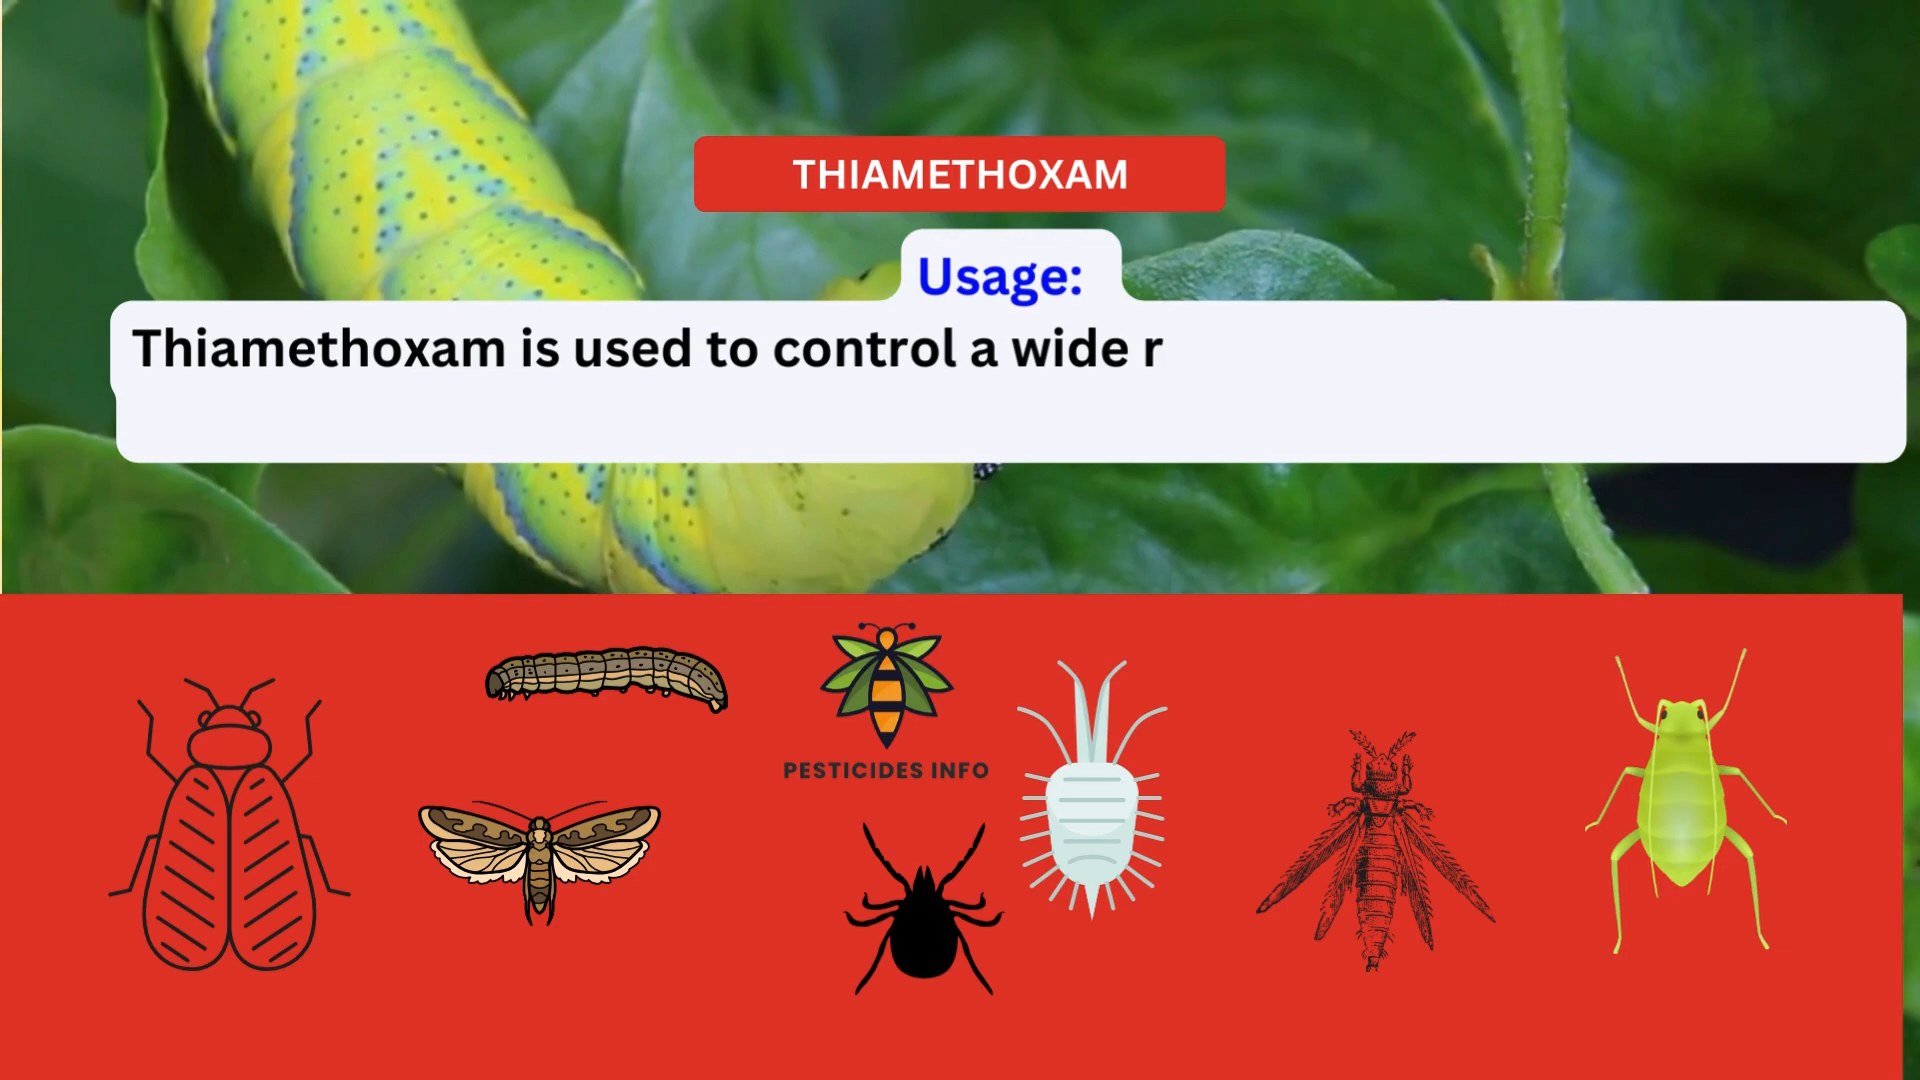 THIAMETHOXAM
Usage:
Thiamethoxam is used to control a wide r
PESTICIDES INFO